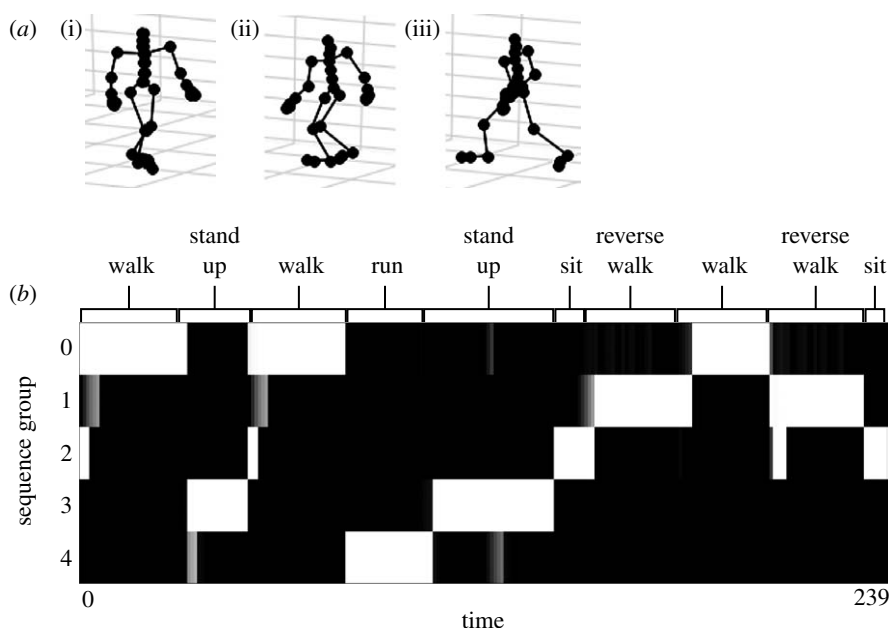 (a) (i) (ii) (iii)
stand stand reverse reverse
walk up walk run up sit walk walk walk sit
(b)
0
1
2
3
4
sequence group
0 239
time